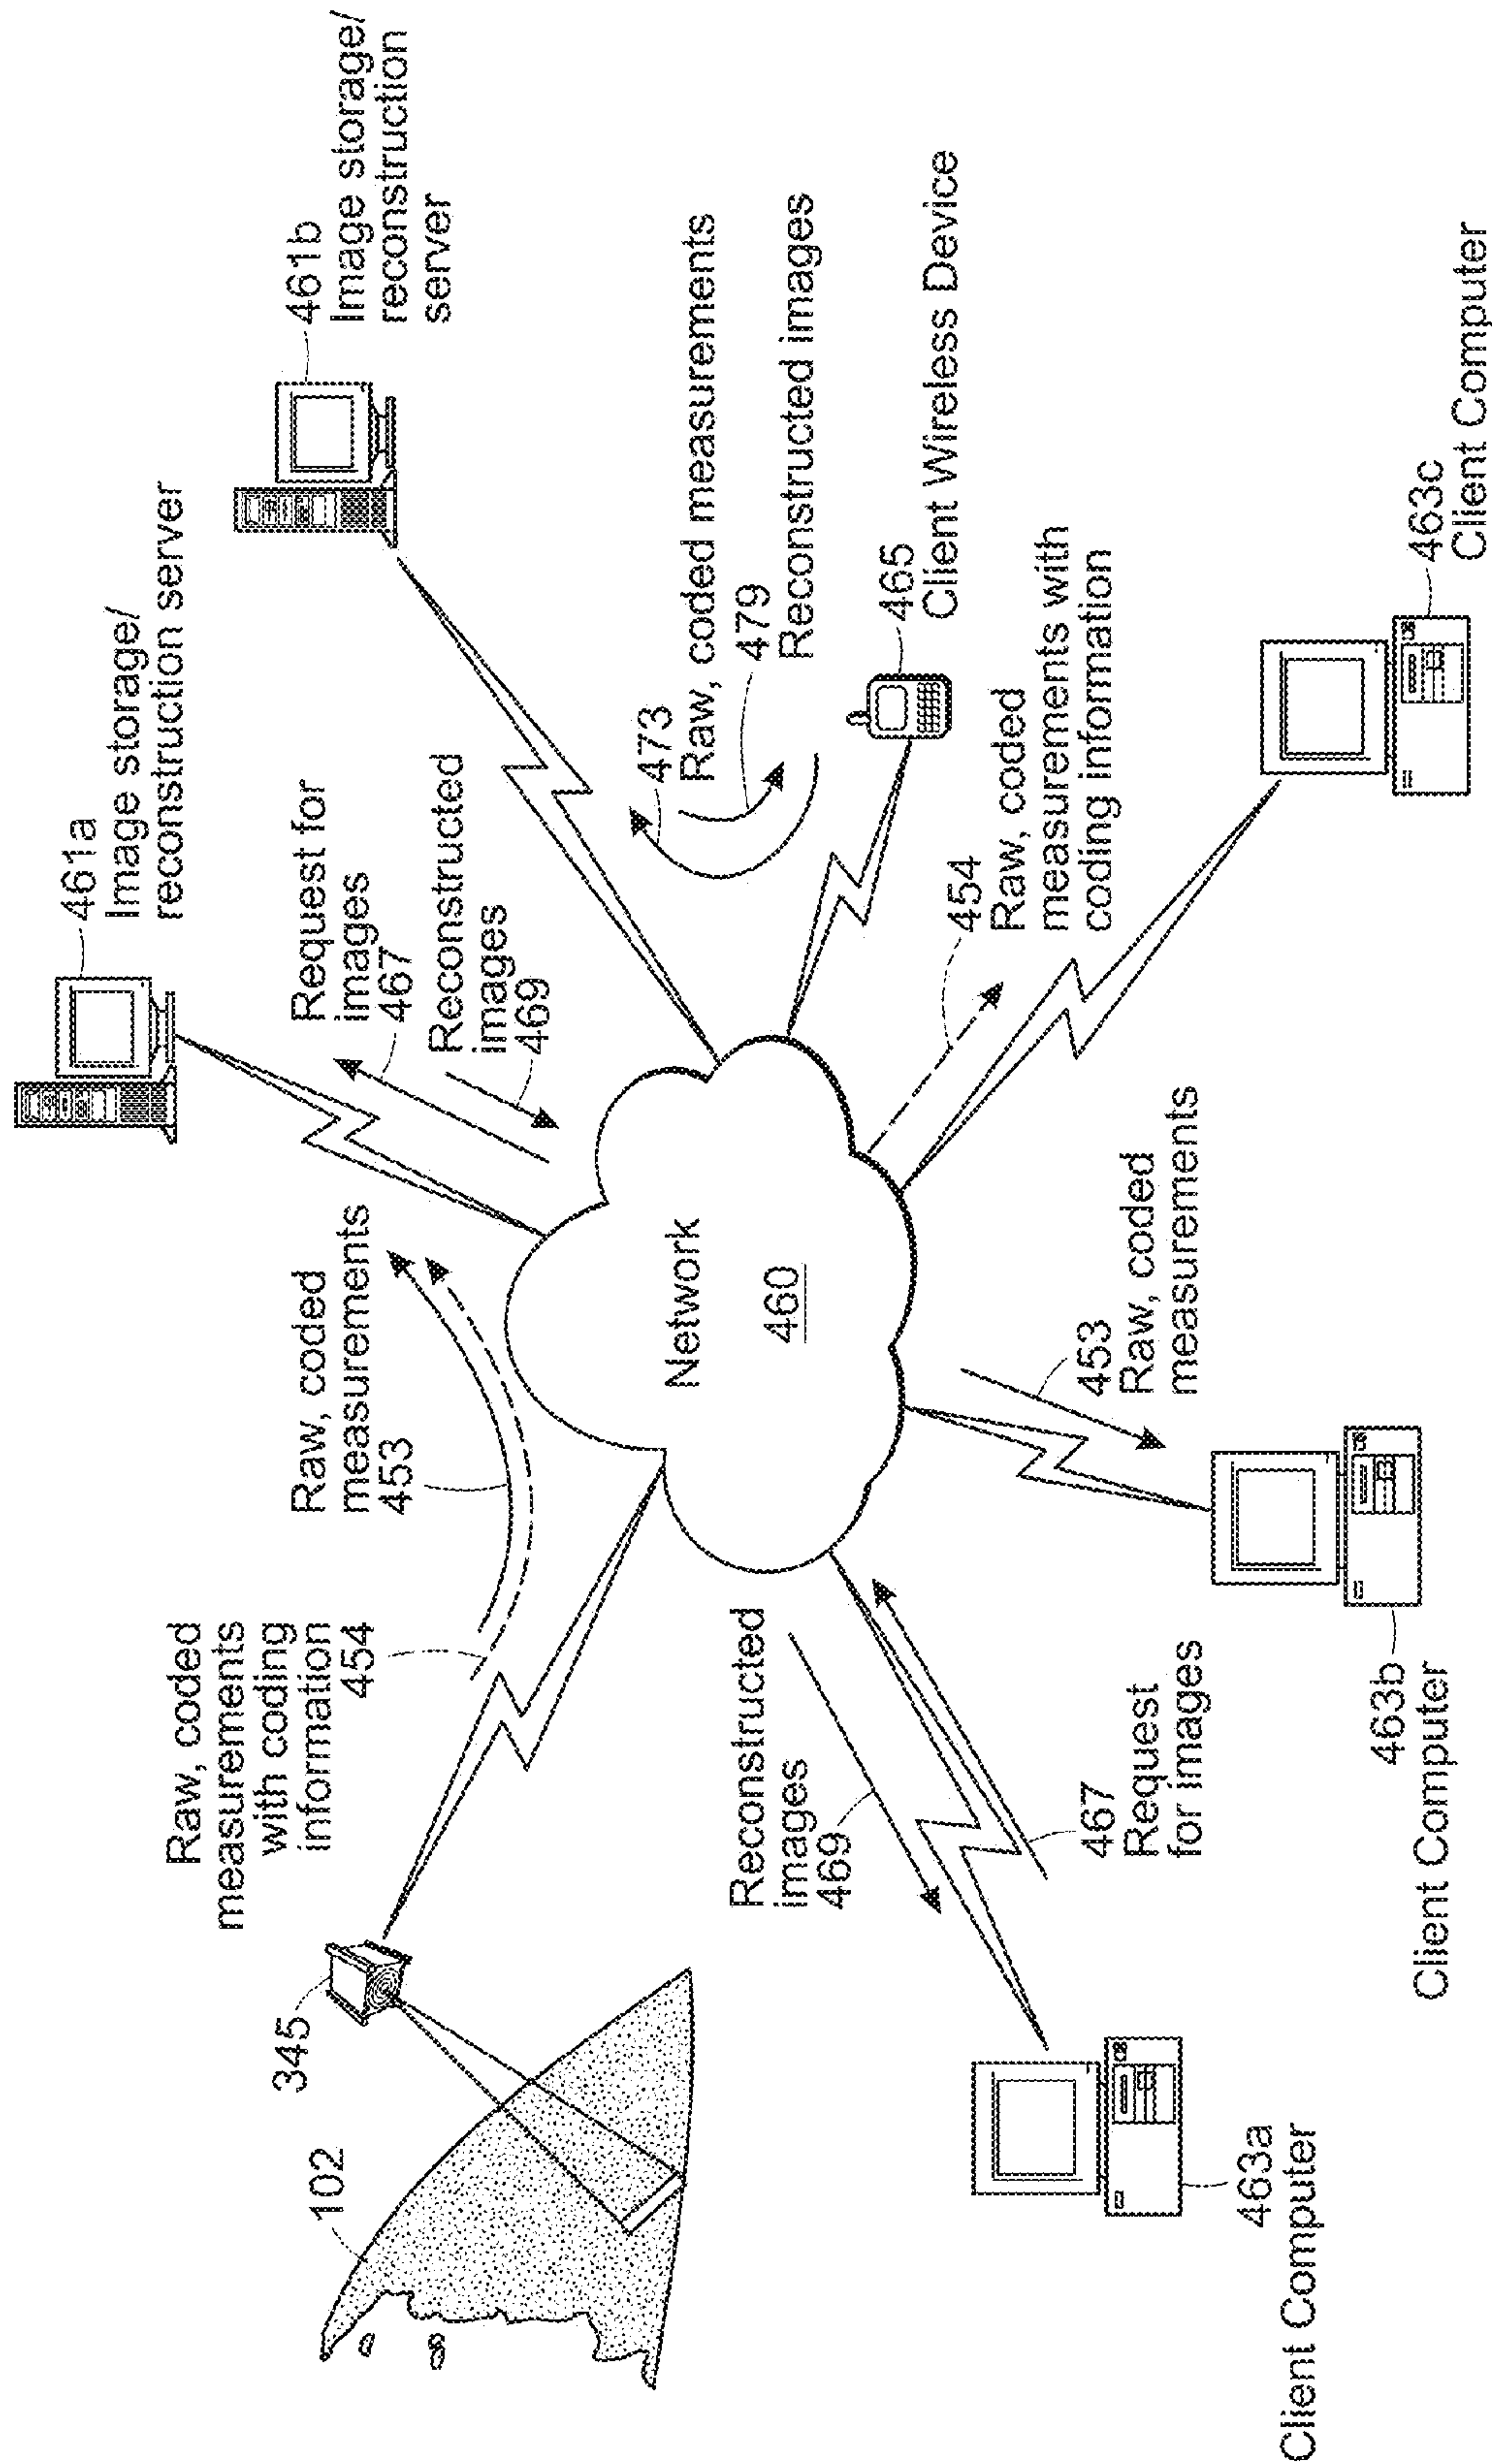 461a
Image storage/
reconstruction server
461b
Image storage/
reconstruction
server
Request for
images
467
Reconstructed
images
469
Raw, coded
measurements
453
Raw, coded
measurements
with coding
information
454
345
102
Network
460
473
Raw, coded measurements
479
Reconstructed images
465
Client Wireless Device
454
Raw, coded
measurements with
coding information
463c
Client Computer
453
Raw, coded
measurements
463b
Client Computer
Reconstructed
images
469
467
Request
for images
463a
Client Computer